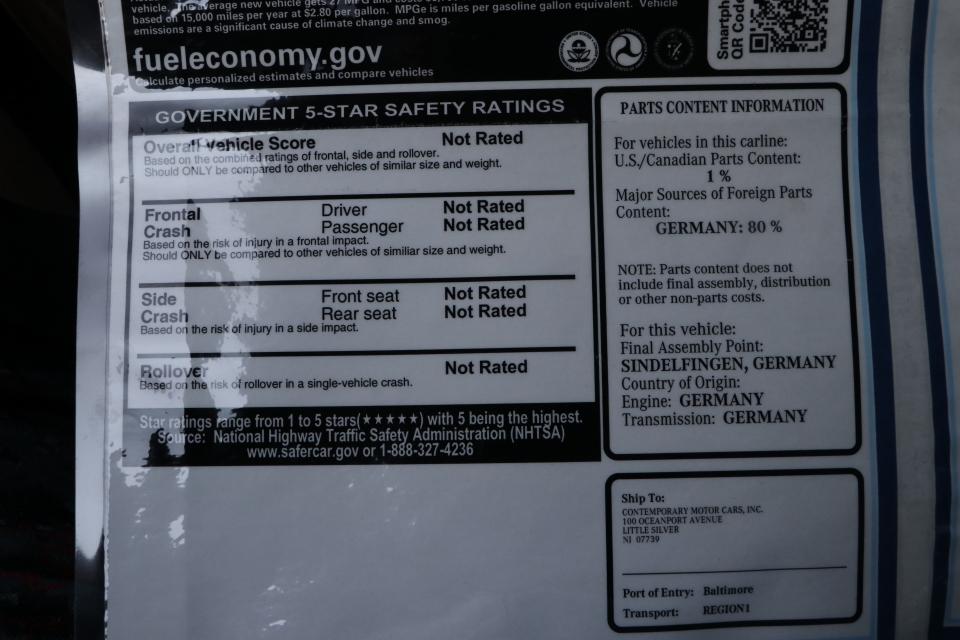 vehicle. The average new vehicle gets 27 MPG and costs
based on 15,000 miles per year at $2.80 per gallon. MPGe is miles per gasoline gallon equivalent. Vehicle
emissions are a significant cause of climate change and smog.
fueleconomy.gov
Calculate personalized estimates and compare vehicles
QR Code
GOVERNMENT 5-STAR SAFETY RATINGS
Overall Vehicle Score Not Rated
Based on the combined ratings of frontal, side and rollover.
Should ONLY be compared to other vehicles of similar size and weight.
Frontal Driver Not Rated
Crash Passenger Not Rated
Based on the risk of injury in a frontal impact.
Should ONLY be compared to other vehicles of similiar size and weight.
Side Front seat Not Rated
Crash Rear seat Not Rated
Based on the risk of injury in a side impact.
Rollover Not Rated
Based on the risk of rollover in a single-vehicle crash.
Star ratings range from 1 to 5 stars(★★★★★) with 5 being the highest.
Source: National Highway Traffic Safety Administration (NHTSA)
www.safercar.gov or 1-888-327-4236
PARTS CONTENT INFORMATION
For vehicles in this carline:
U.S./Canadian Parts Content:
1 %
Major Sources of Foreign Parts
Content:
GERMANY: 80 %
NOTE: Parts content does not
include final assembly, distribution
or other non-parts costs.
For this vehicle:
Final Assembly Point:
SINDELFINGEN, GERMANY
Country of Origin:
Engine: GERMANY
Transmission: GERMANY
Ship To:
CONTEMPORARY MOTOR CARS, INC.
100 OCEANPORT AVENUE
LITTLE SILVER
NJ 07739
Port of Entry: Baltimore
Transport: REGION1